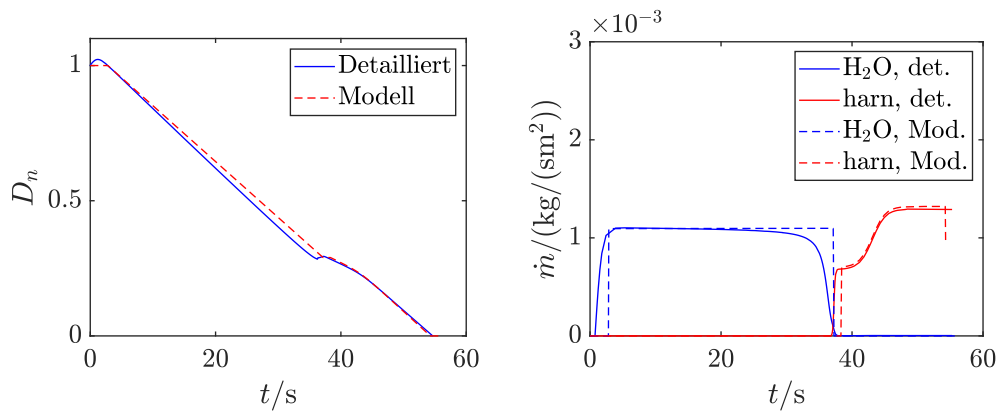 1
0.5
0
0
20
40
60
D_n
t/s
Detailliert
Modell
×10⁻³
3
2
1
0
0
20
40
60
ṁ/(kg/(sm²))
t/s
H₂O, det.
harn, det.
H₂O, Mod.
harn, Mod.